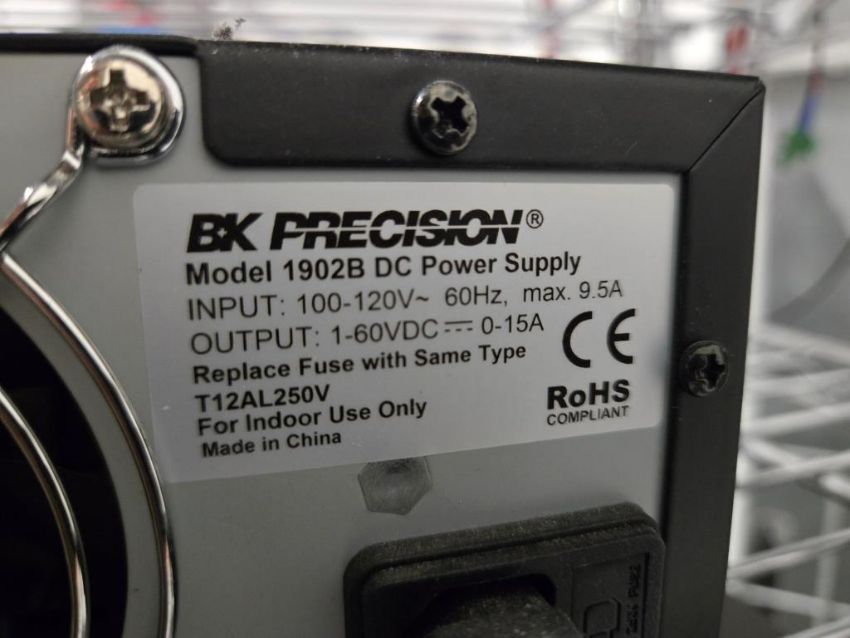 BK PRECISION®
Model 1902B DC Power Supply
INPUT: 100-120V~ 60Hz, max. 9.5A
OUTPUT: 1-60VDC⎓ 0-15A
Replace Fuse with Same Type
T12AL250V
For Indoor Use Only
Made in China
CE
RoHS
COMPLIANT